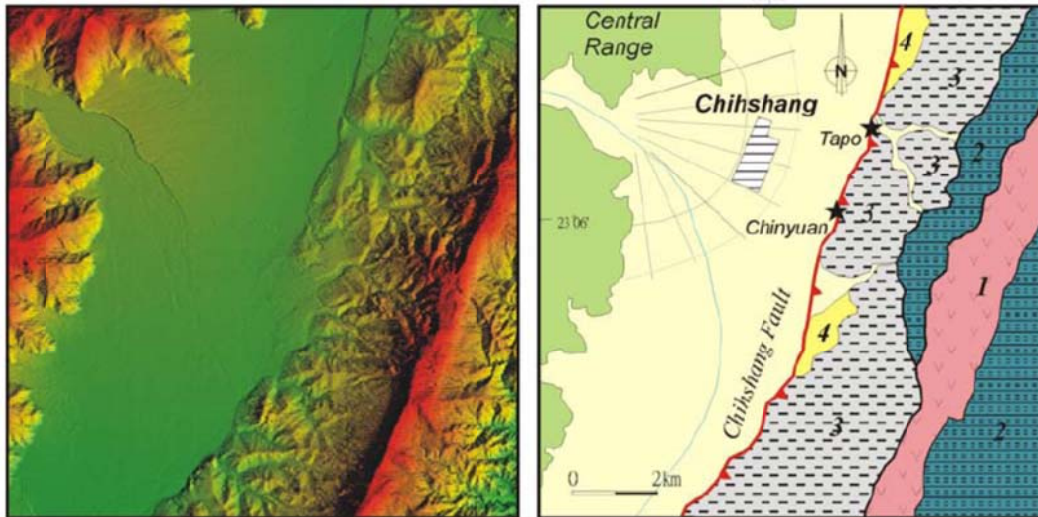 Central
Range
4
N
3
Chihshang
Tapo
2
3
23°06'
3
Chinyuan
1
4
Chihshang Fault
3
2
0 2km